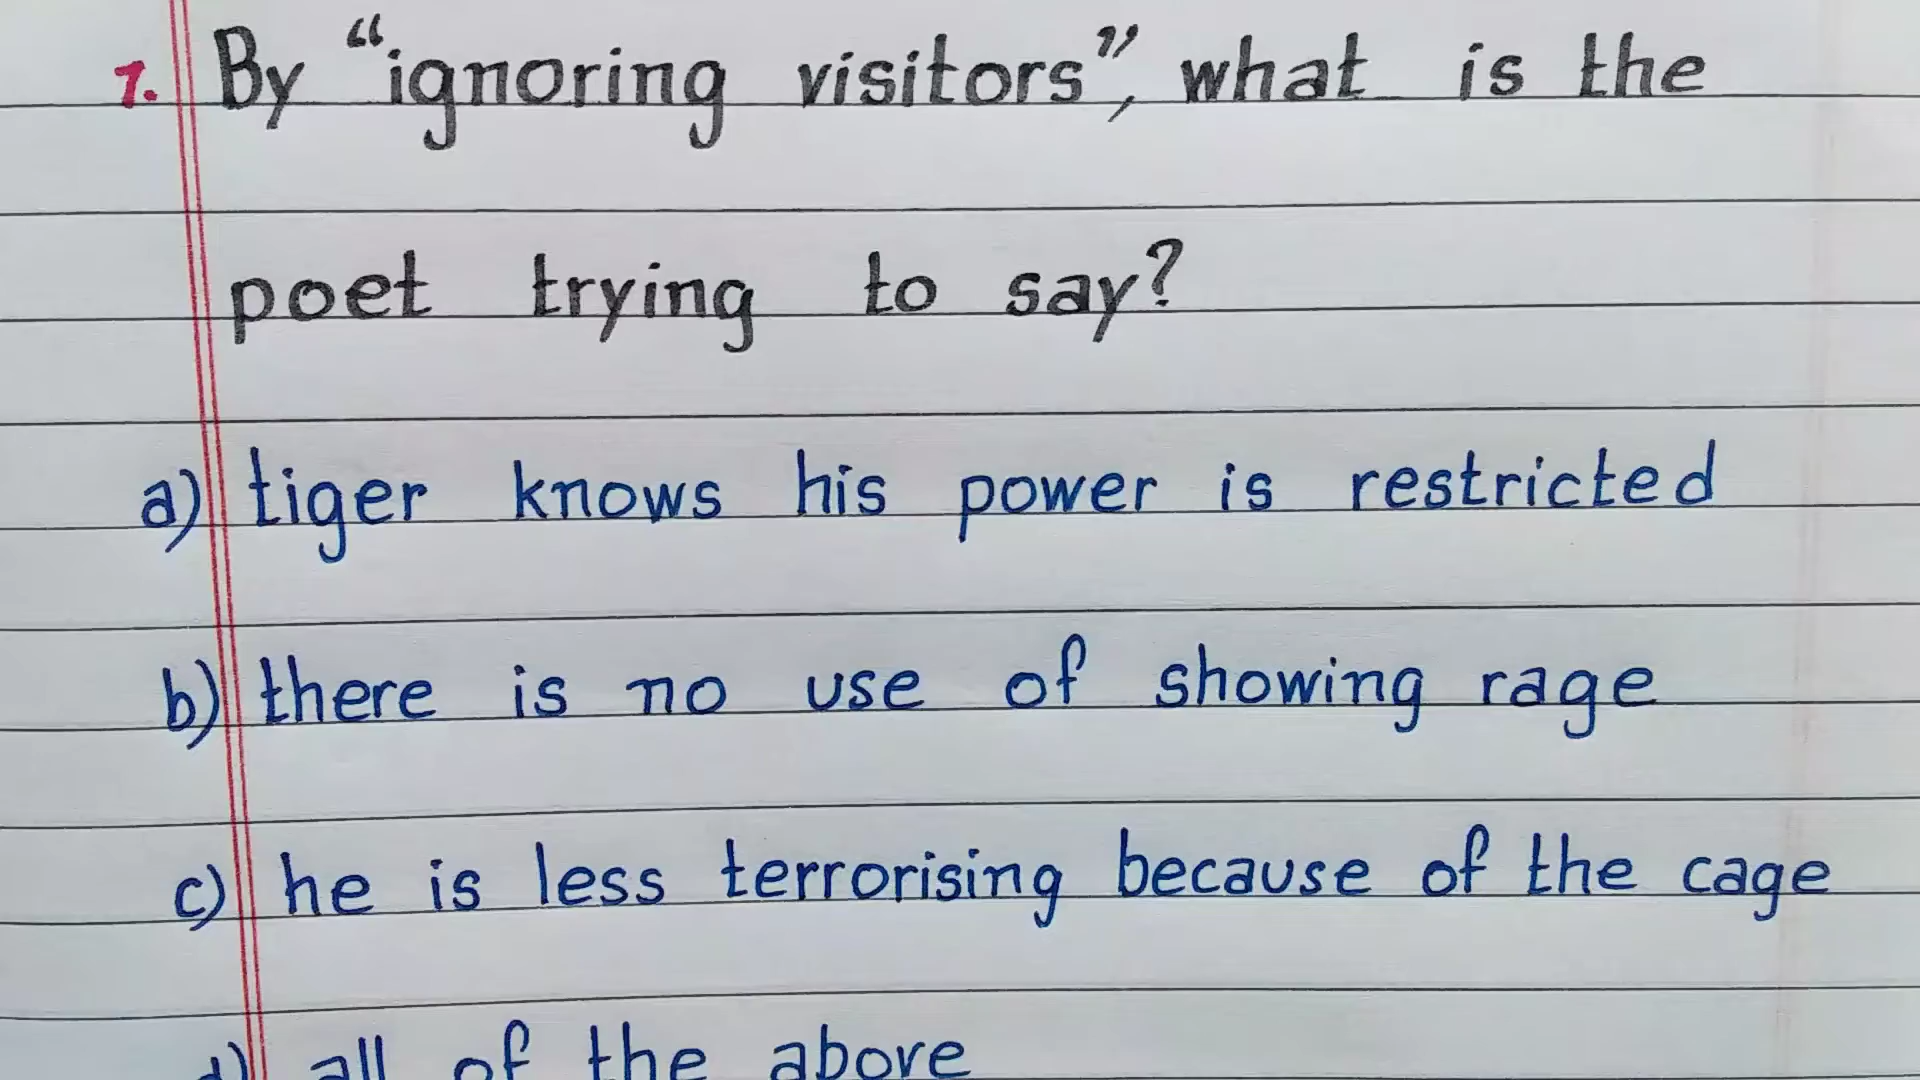 1. By “ignoring visitors”, what is the
poet trying to say?
a) tiger knows his power is restricted
b) there is no use of showing rage
c) he is less terrorising because of the cage
d) all of the above